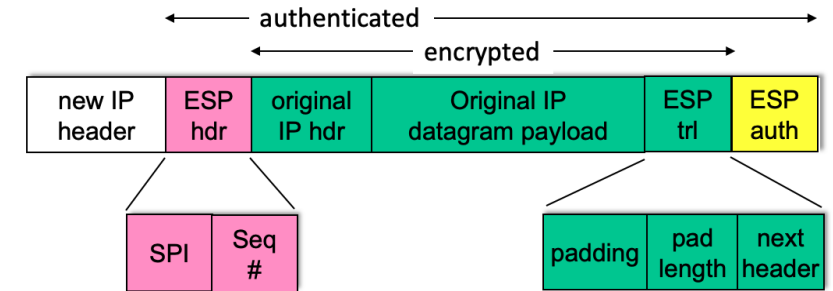 authenticated
encrypted
new IP
header
ESP
hdr
original
IP hdr
Original IP
datagram payload
ESP
trl
ESP
auth
SPI
Seq
#
padding
pad
length
next
header